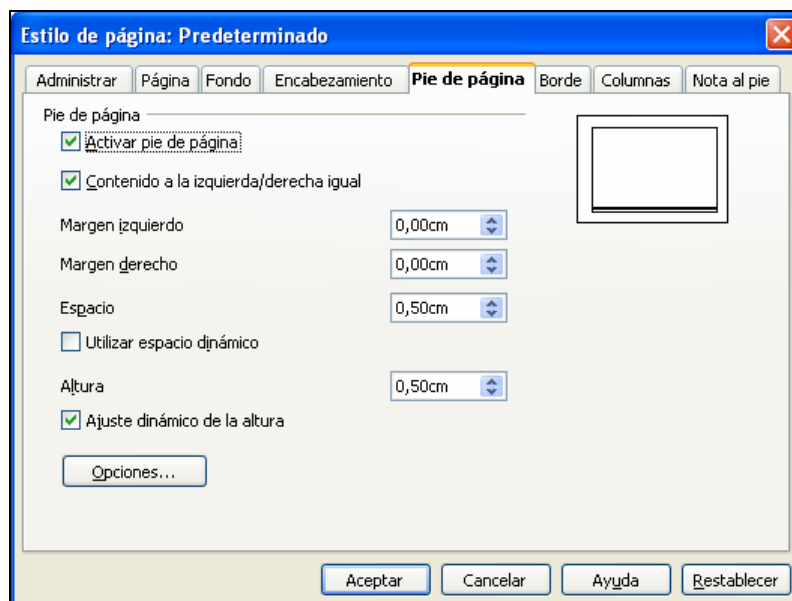 Estilo de página: Predeterminado
Administrar Página Fondo Encabezamiento Pie de página Borde Columnas Nota al pie
Pie de página
Activar pie de página
Contenido a la izquierda/derecha igual
Margen izquierdo 0,00cm
Margen derecho 0,00cm
Espacio 0,50cm
Utilizar espacio dinámico
Altura 0,50cm
Ajuste dinámico de la altura
Opciones...
Aceptar Cancelar Ayuda Restablecer